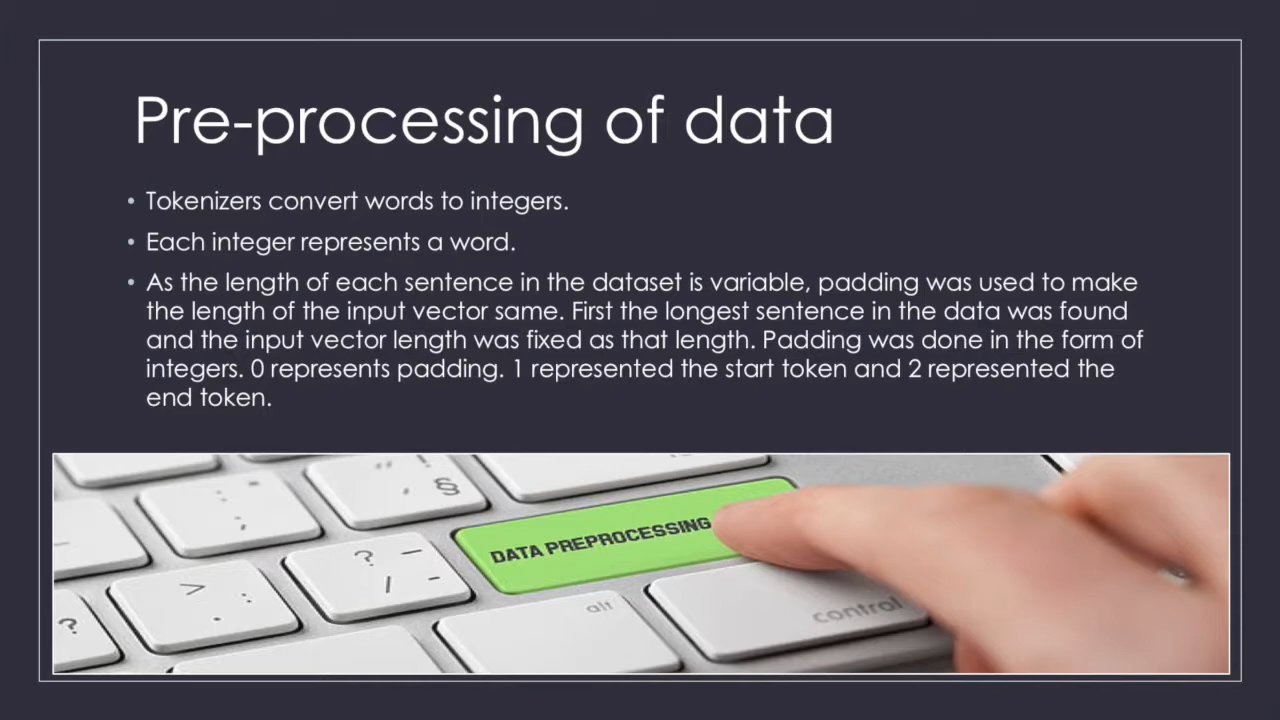 Pre-processing of data
• Tokenizers convert words to integers.
• Each integer represents a word.
• As the length of each sentence in the dataset is variable, padding was used to make
the length of the input vector same. First the longest sentence in the data was found
and the input vector length was fixed as that length. Padding was done in the form of
integers. 0 represents padding. 1 represented the start token and 2 represented the
end token.
§
DATA PREPROCESSING
?
>
alt
control
?